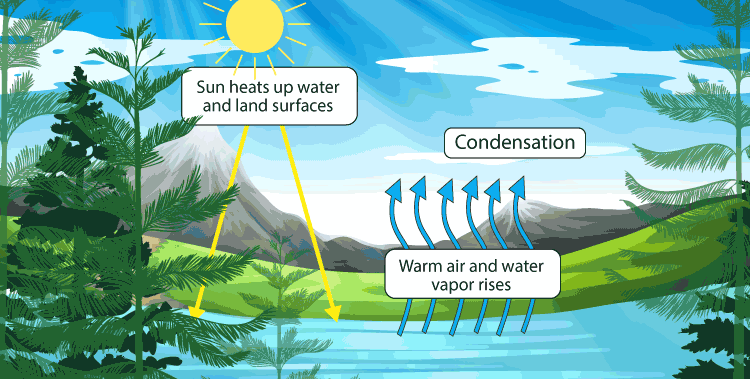 Sun heats up water
and land surfaces
Condensation
Warm air and water
vapor rises